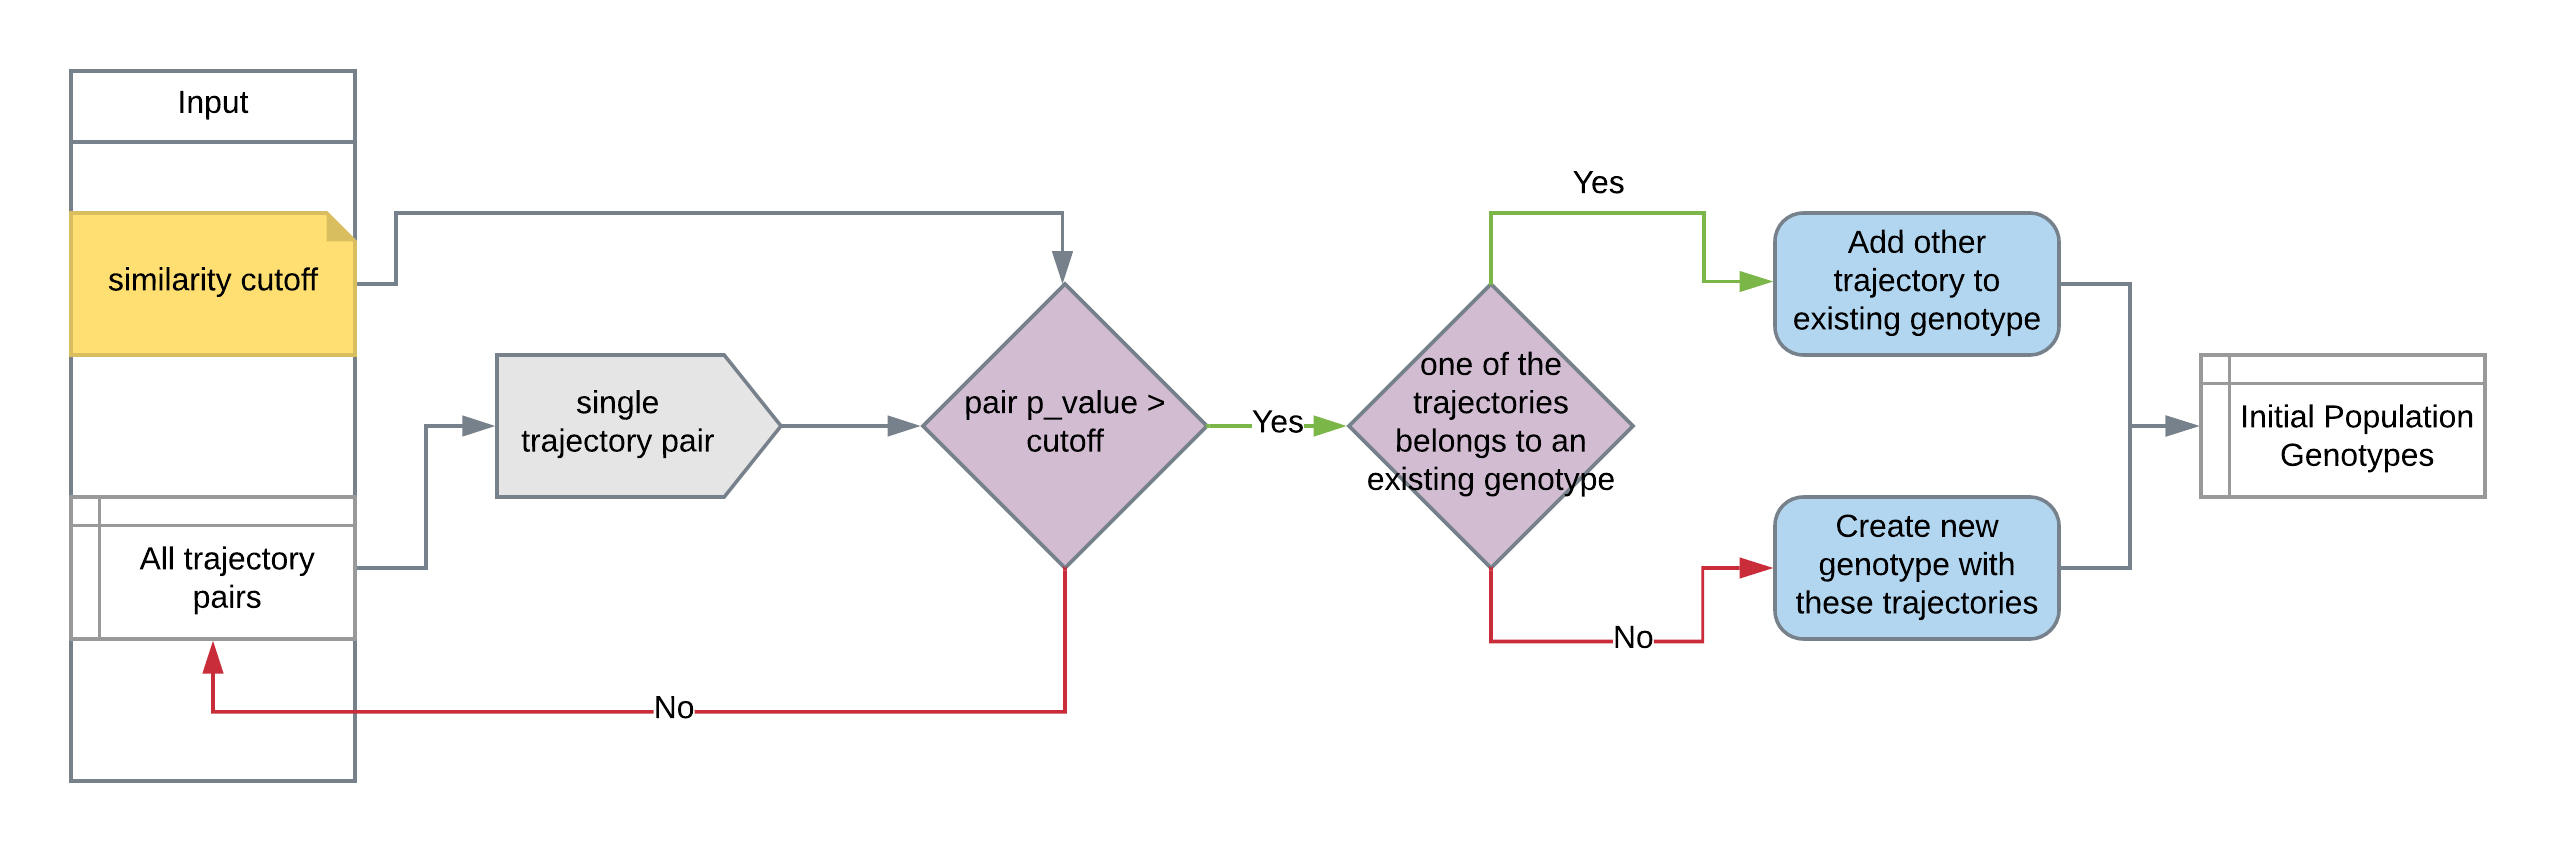 Input
similarity cutoff
All trajectory
pairs
single
trajectory pair
pair p_value >
cutoff
No
Yes
one of the
trajectories
belongs to an
existing genotype
Yes
No
Add other
trajectory to
existing genotype
Create new
genotype with
these trajectories
Initial Population
Genotypes